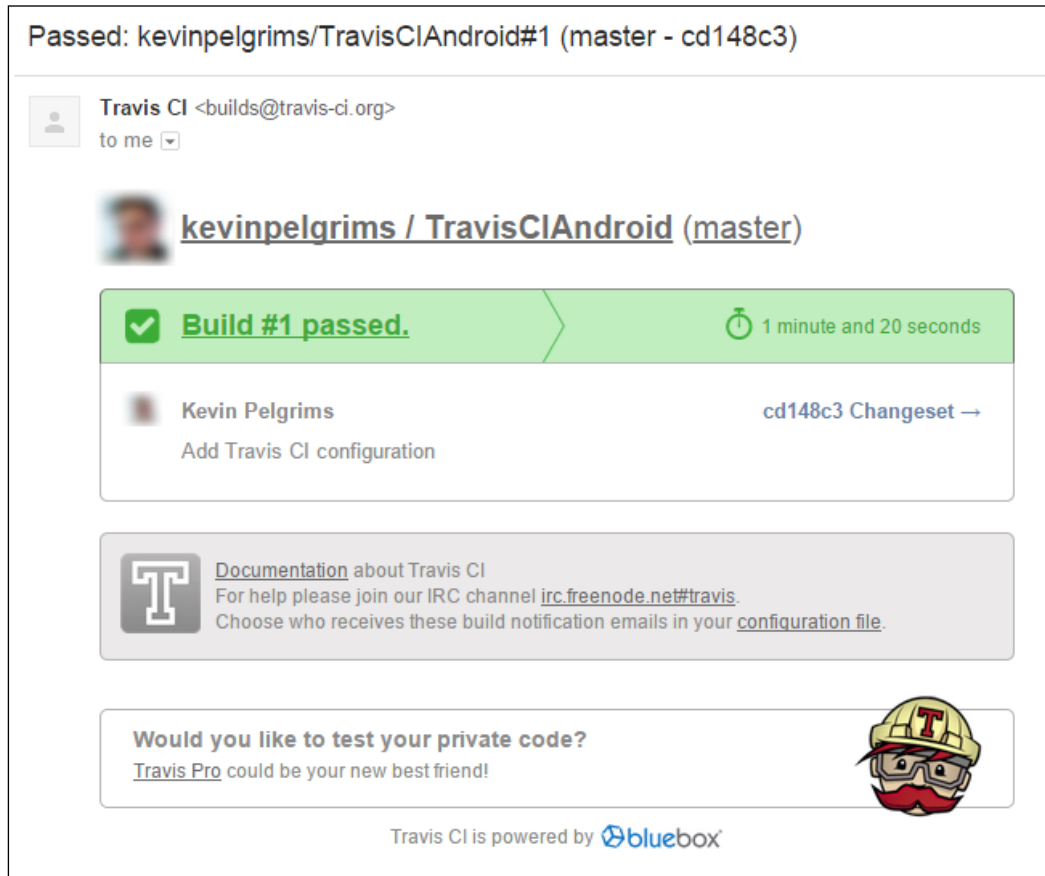 Passed: kevinpelgrims/TravisCIAndroid#1 (master - cd148c3)
Travis CI <builds@travis-ci.org>
to me
kevinpelgrims / TravisCIAndroid (master)
Build #1 passed.
1 minute and 20 seconds
Kevin Pelgrims
cd148c3 Changeset →
Add Travis CI configuration
T
Documentation about Travis CI
For help please join our IRC channel irc.freenode.net#travis.
Choose who receives these build notification emails in your configuration file.
Would you like to test your private code?
Travis Pro could be your new best friend!
T
Travis CI is powered by bluebox